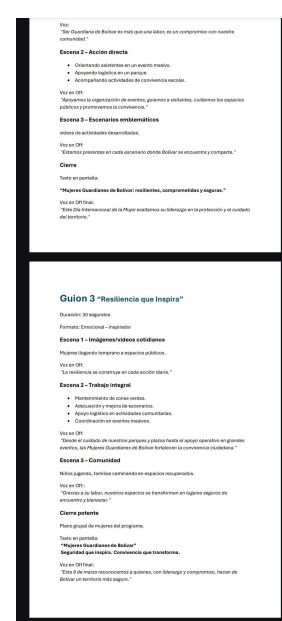 Voz:
"Ser Guardiana de Bolívar es más que una labor, es un compromiso con nuestra
comunidad."
Escena 2 – Acción directa
• Orientando asistentes en un evento masivo.
• Apoyando logística en un parque.
• Acompañando actividades de convivencia escolar.
Voz en Off:
"Apoyamos la organización de eventos, guiamos a visitantes, cuidamos los espacios
públicos y promovemos la convivencia."
Escena 3 – Escenarios emblemáticos
videos de actividades desarrolladas.
Voz en Off:
"Estamos presentes en cada escenario donde Bolívar se encuentra y comparte."
Cierre
Texto en pantalla:
"Mujeres Guardianes de Bolívar: resilientes, comprometidas y seguras."
Voz en Off final:
"Este Día Internacional de la Mujer exaltamos su liderazgo en la protección y el cuidado
del territorio."
Guion 3 "Resiliencia que Inspira"
Duración: 30 segundos
Formato: Emocional – Inspirador
Escena 1 – Imágenes/videos cotidianos
Mujeres llegando temprano a espacios públicos.
Voz en Off:
"La resiliencia se construye en cada acción diaria."
Escena 2 – Trabajo integral
• Mantenimiento de zonas verdes.
• Adecuación y mejora de escenarios.
• Apoyo logístico en actividades comunitarias.
• Coordinación en eventos masivos.
Voz en Off:
"Desde el cuidado de nuestros parques y plazas hasta el apoyo operativo en grandes
eventos, las Mujeres Guardianes de Bolívar fortalecen la convivencia ciudadana."
Escena 3 – Comunidad
Niños jugando, familias caminando en espacios recuperados.
Voz en Off::
"Gracias a su labor, nuestros espacios se transforman en lugares seguros de
encuentro y bienestar."
Cierre potente
Plano grupal de mujeres del programa.
Texto en pantalla:
"Mujeres Guardianes de Bolívar"
Seguridad que inspira. Convivencia que transforma.
Voz en Off final:
"Este 8 de marzo reconocemos a quienes, con liderazgo y compromiso, hacen de
Bolívar un territorio más seguro."